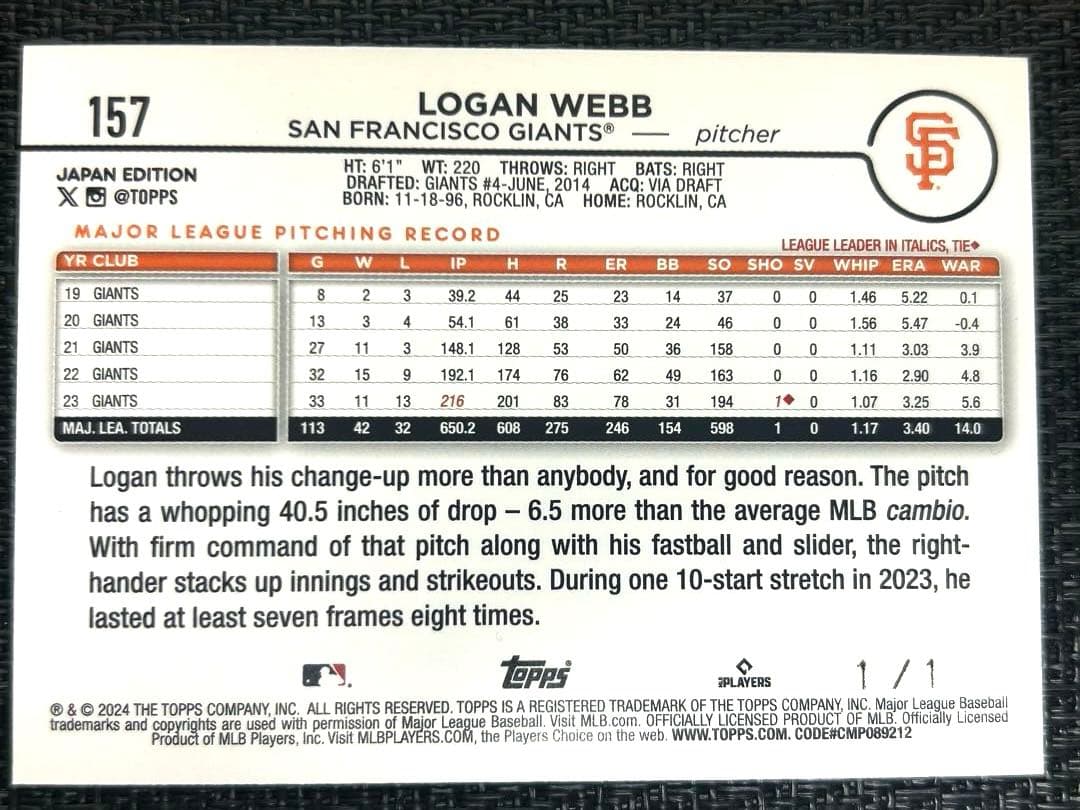 157
LOGAN WEBB
SAN FRANCISCO GIANTS® — pitcher
SF
JAPAN EDITION
X @TOPPS
HT: 6'1" WT: 220 THROWS: RIGHT BATS: RIGHT
DRAFTED: GIANTS #4-JUNE, 2014 ACQ: VIA DRAFT
BORN: 11-18-96, ROCKLIN, CA HOME: ROCKLIN, CA
MAJOR LEAGUE PITCHING RECORD
LEAGUE LEADER IN ITALICS, TIE◆
YR CLUB G W L IP H R ER BB SO SHO SV WHIP ERA WAR
19 GIANTS 8 2 3 39.2 44 25 23 14 37 0 0 1.46 5.22 0.1
20 GIANTS 13 3 4 54.1 61 38 33 24 46 0 0 1.56 5.47 -0.4
21 GIANTS 27 11 3 148.1 128 53 50 36 158 0 0 1.11 3.03 3.9
22 GIANTS 32 15 9 192.1 174 76 62 49 163 0 0 1.16 2.90 4.8
23 GIANTS 33 11 13 216 201 83 78 31 194 1◆ 0 1.07 3.25 5.6
MAJ. LEA. TOTALS 113 42 32 650.2 608 275 246 154 598 1 0 1.17 3.40 14.0
Logan throws his change-up more than anybody, and for good reason. The pitch
has a whopping 40.5 inches of drop – 6.5 more than the average MLB cambio.
With firm command of that pitch along with his fastball and slider, the right-
hander stacks up innings and strikeouts. During one 10-start stretch in 2023, he
lasted at least seven frames eight times.
Topps® PLAYERS 1 / 1
® & © 2024 THE TOPPS COMPANY, INC. ALL RIGHTS RESERVED. TOPPS IS A REGISTERED TRADEMARK OF THE TOPPS COMPANY, INC. Major League Baseball
trademarks and copyrights are used with permission of Major League Baseball. Visit MLB.com. OFFICIALLY LICENSED PRODUCT OF MLB. Officially Licensed
Product of MLB Players, Inc. Visit MLBPLAYERS.COM, the Players Choice on the web. WWW.TOPPS.COM. CODE#CMP089212